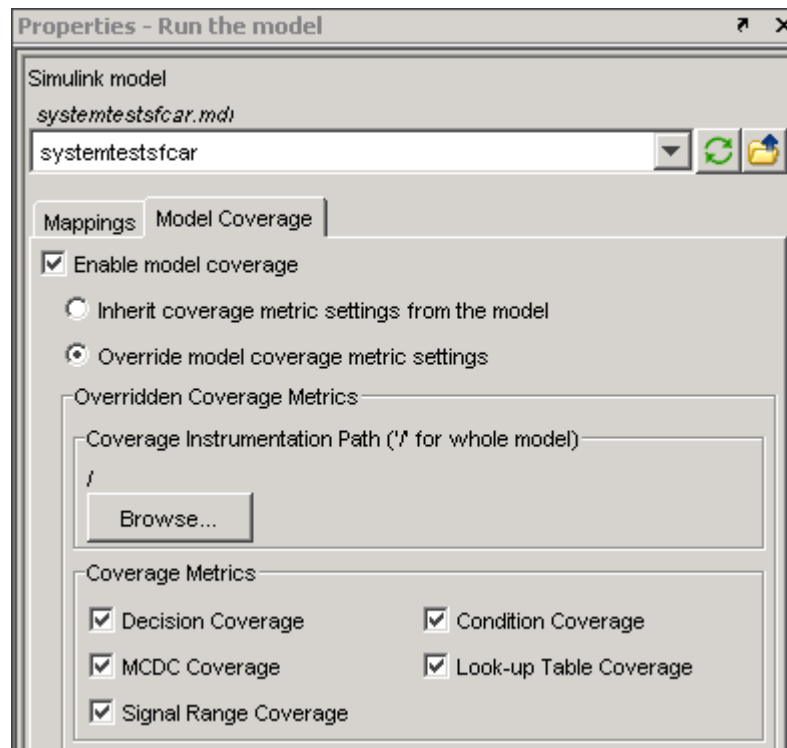 Properties - Run the model
Simulink model
systemtestsfcar.mdl
systemtestsfcar
Mappings Model Coverage
Enable model coverage
Inherit coverage metric settings from the model
Override model coverage metric settings
Overridden Coverage Metrics
Coverage Instrumentation Path ('/' for whole model)
/
Browse...
Coverage Metrics
Decision Coverage Condition Coverage
MCDC Coverage Look-up Table Coverage
Signal Range Coverage